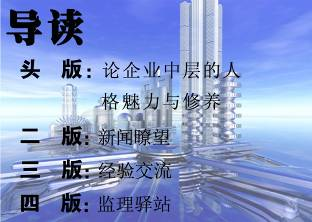 导读
头 版：论企业中层的人
格魅力与修养
二 版：新闻瞭望
三 版：经验交流
四 版：监理驿站